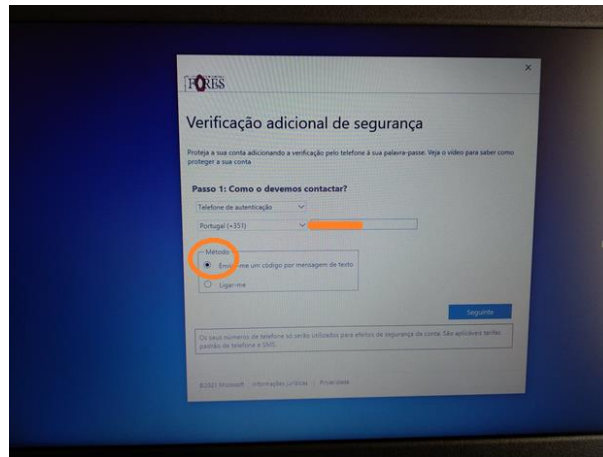 FORES
Verificação adicional de segurança
Proteja a sua conta adicionando a verificação pelo telefone à sua palavra-passe. Veja o vídeo para saber como
proteger a sua conta
Passo 1: Como o devemos contactar?
Telefone de autenticação
Portugal (+351)
Método
Envie-me um código por mensagem de texto
Ligar-me
Seguinte
Os seus números de telefone só serão utilizados para efeitos de segurança da conta. São aplicáveis tarifas
padrão de telefone e SMS.
©2021 Microsoft | Informações jurídicas | Privacidade